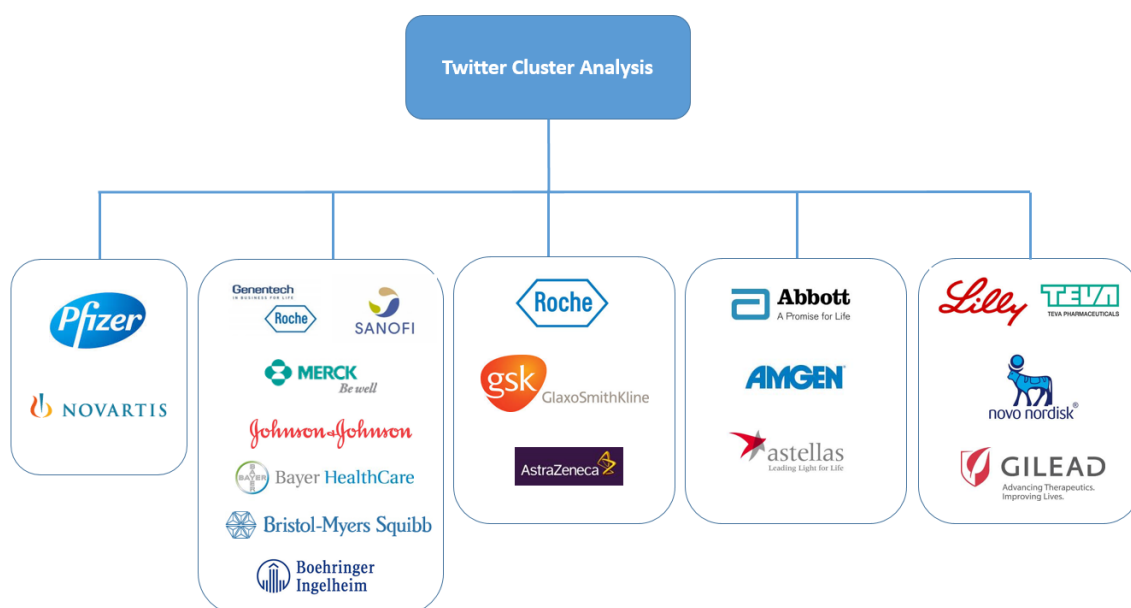 Twitter Cluster Analysis
Pfizer
NOVARTIS
Genentech
IN BUSINESS FOR LIFE
Roche
SANOFI
MERCK
Be well
Johnson & Johnson
BAYER
BAYER
Bayer HealthCare
Bristol-Myers Squibb
Boehringer
Ingelheim
Roche
gsk
GlaxoSmithKline
AstraZeneca
Abbott
A Promise for Life
AMGEN®
astellas
Leading Light for Life
Lilly
TEVA
TEVA PHARMACEUTICALS
novo nordisk®
GILEAD
Advancing Therapeutics.
Improving Lives.